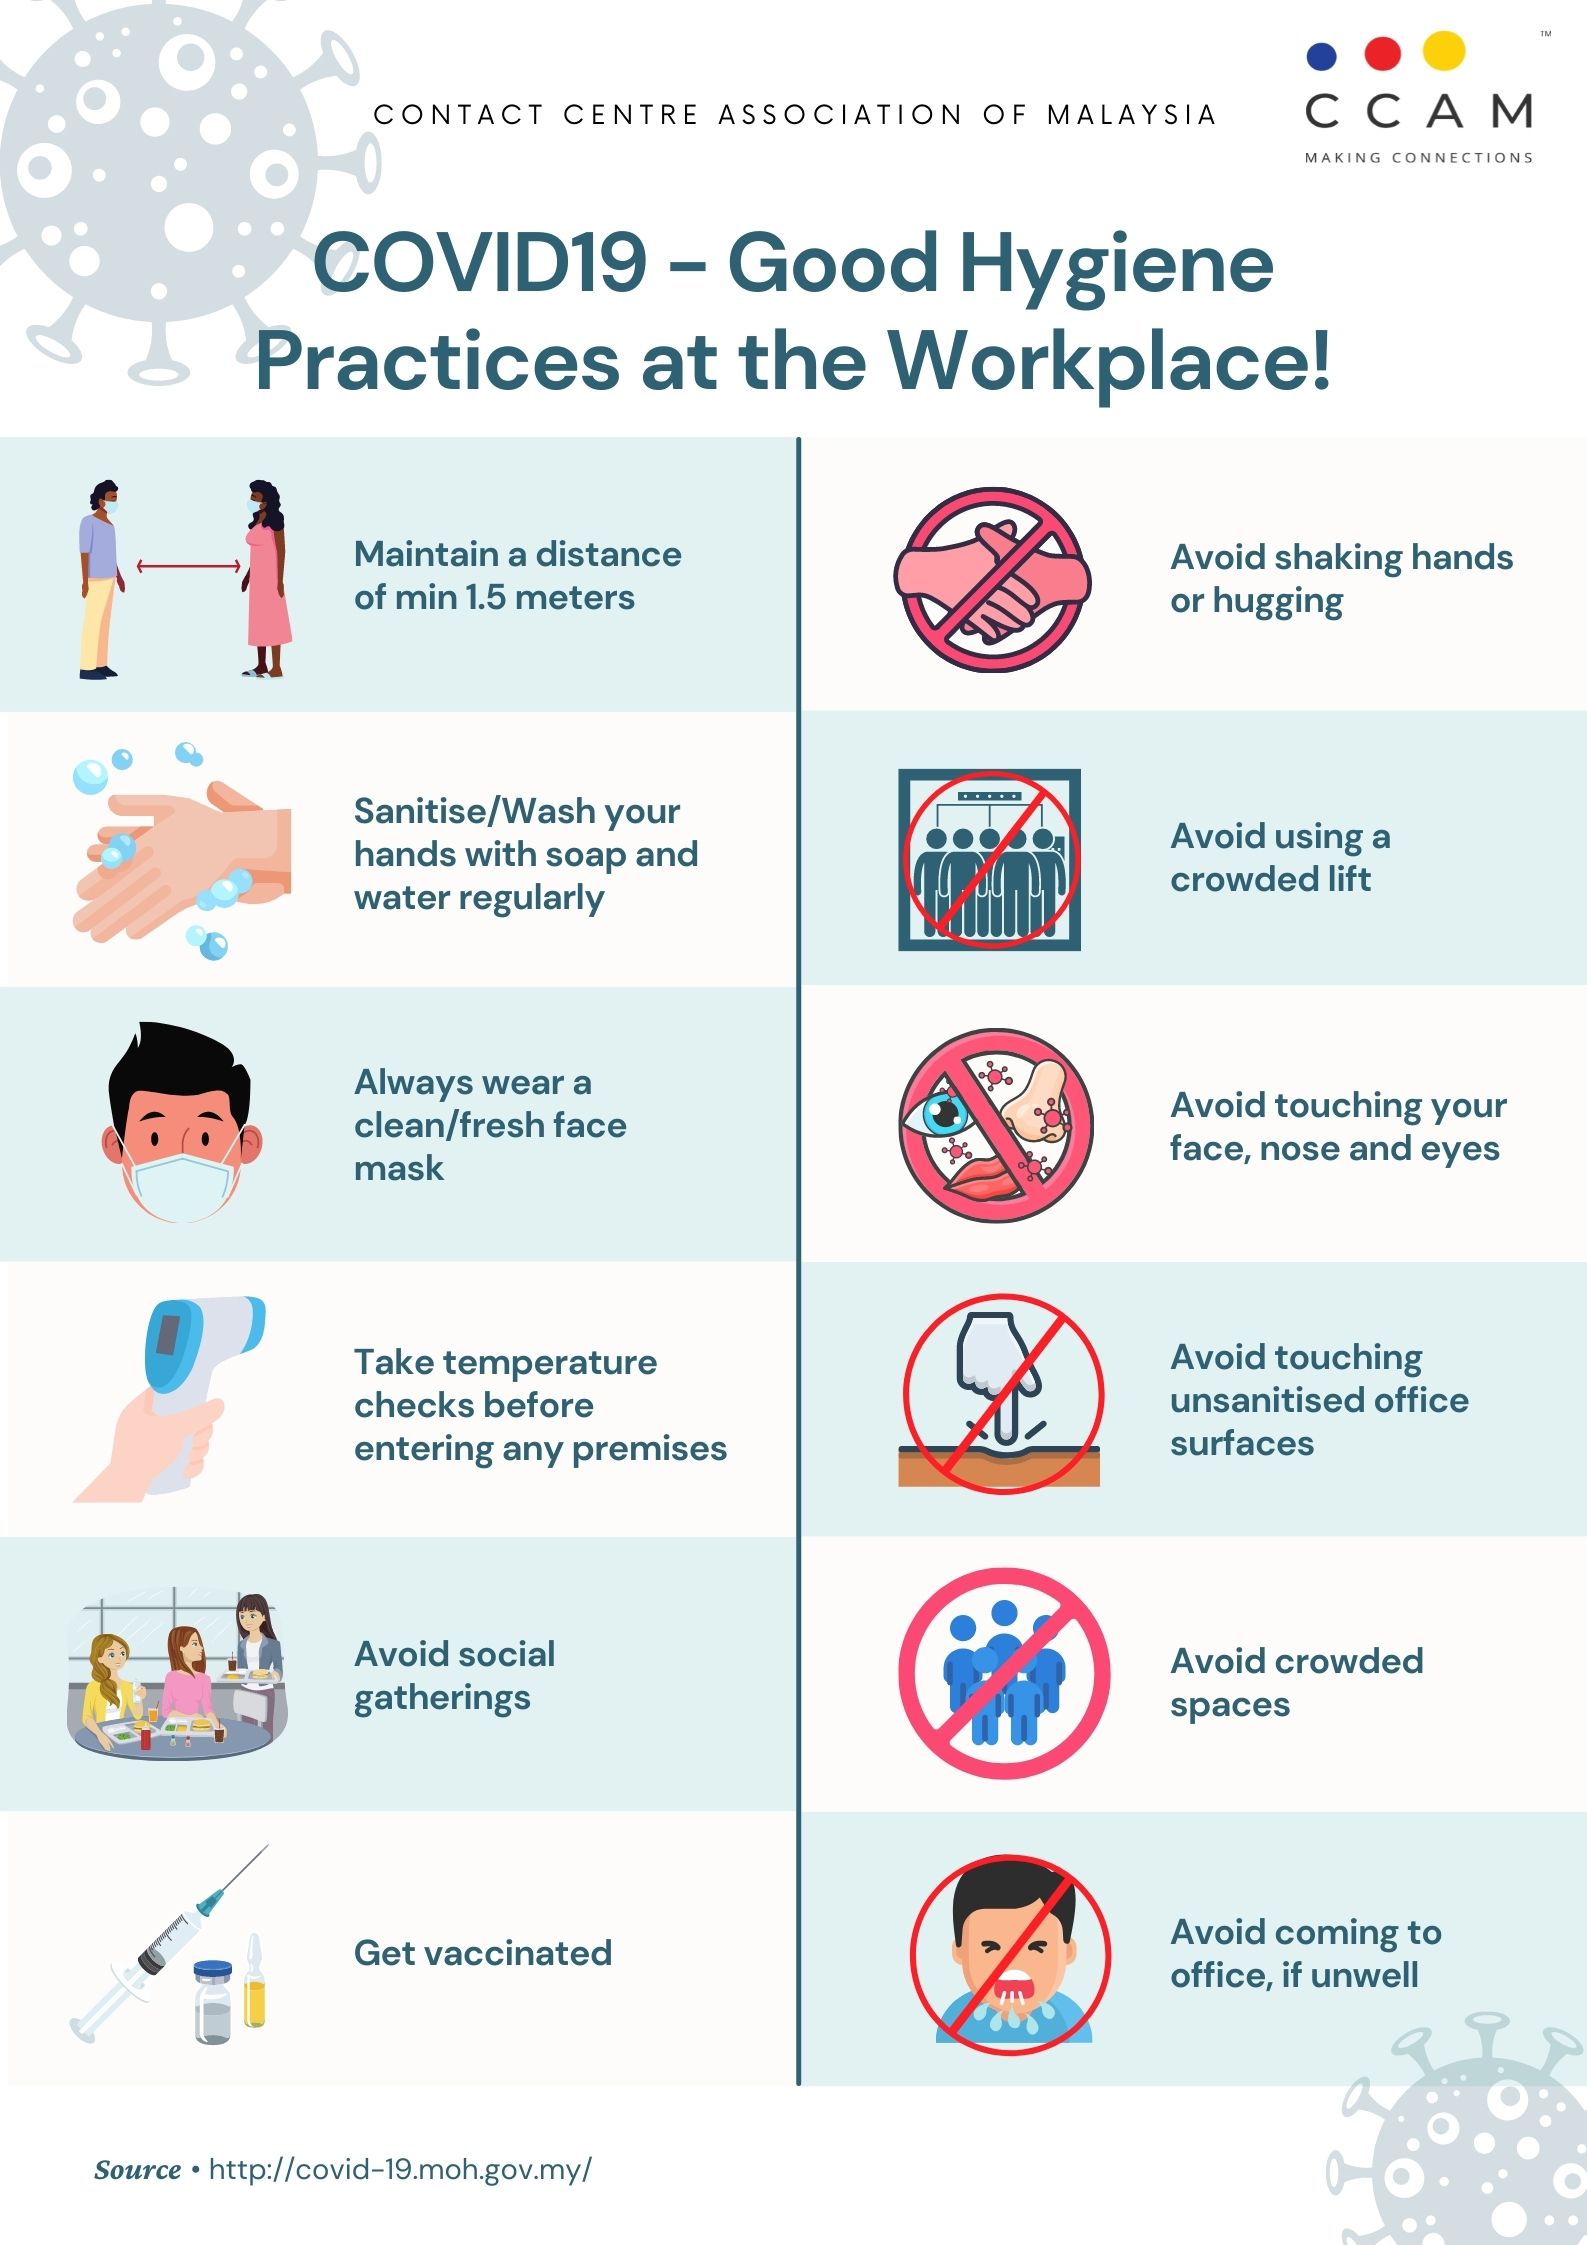 CONTACT CENTRE ASSOCIATION OF MALAYSIA
TM
CCAM
MAKING CONNECTIONS
COVID19 - Good Hygiene
Practices at the Workplace!
Maintain a distance
of min 1.5 meters
Sanitise/Wash your
hands with soap and
water regularly
Always wear a
clean/fresh face
mask
Take temperature
checks before
entering any premises
Avoid social
gatherings
Get vaccinated
Avoid shaking hands
or hugging
Avoid using a
crowded lift
Avoid touching your
face, nose and eyes
Avoid touching
unsanitised office
surfaces
Avoid crowded
spaces
Avoid coming to
office, if unwell
Source • http://covid-19.moh.gov.my/